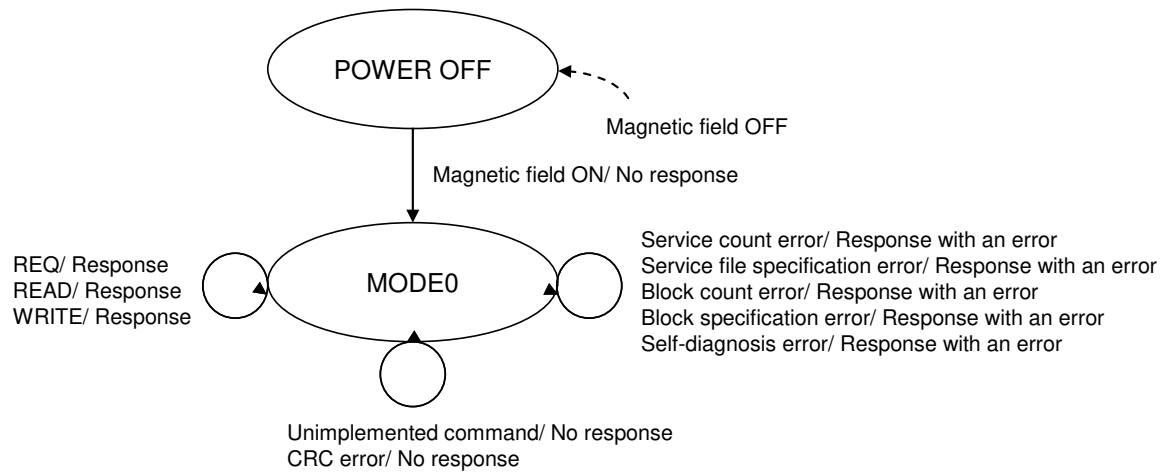 POWER OFF
Magnetic field OFF
Magnetic field ON/ No response
REQ/ Response
READ/ Response
WRITE/ Response
MODE0
Service count error/ Response with an error
Service file specification error/ Response with an error
Block count error/ Response with an error
Block specification error/ Response with an error
Self-diagnosis error/ Response with an error
Unimplemented command/ No response
CRC error/ No response